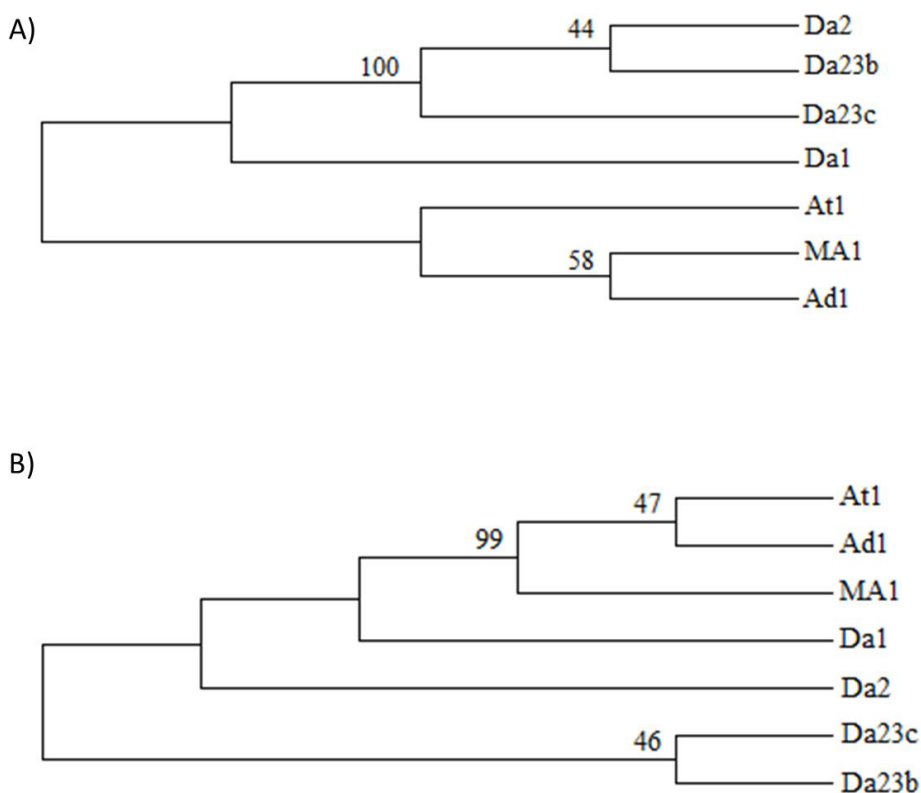 A)
44
Da2
100
Da23b
Da23c
Da1
At1
58
MA1
Ad1
B)
47
At1
99
Ad1
MA1
Da1
Da2
46
Da23c
Da23b